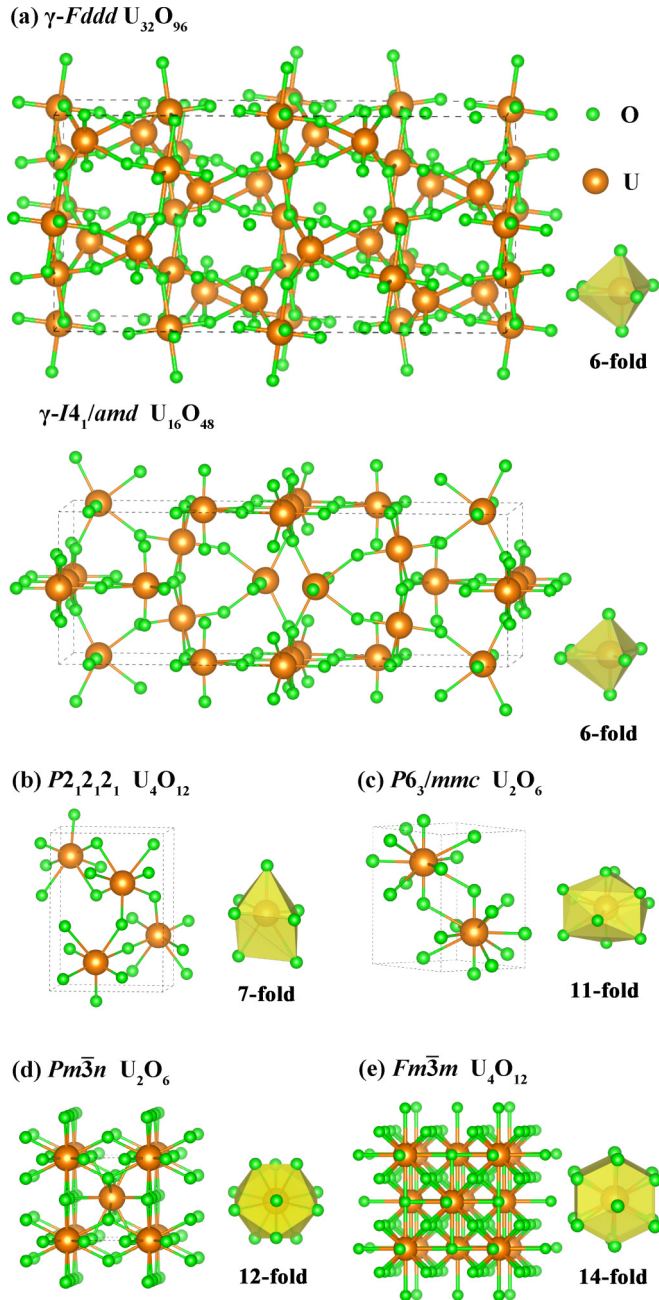 (a) γ-Fddd U₃₂O₉₆
O
U
6-fold
γ-I4₁/amd U₁₆O₄₈
6-fold
(b) P2₁2₁2₁ U₄O₁₂
(c) P6₃/mmc U₂O₆
7-fold
11-fold
(d) Pm3̅n U₂O₆
(e) Fm3̅m U₄O₁₂
12-fold
14-fold